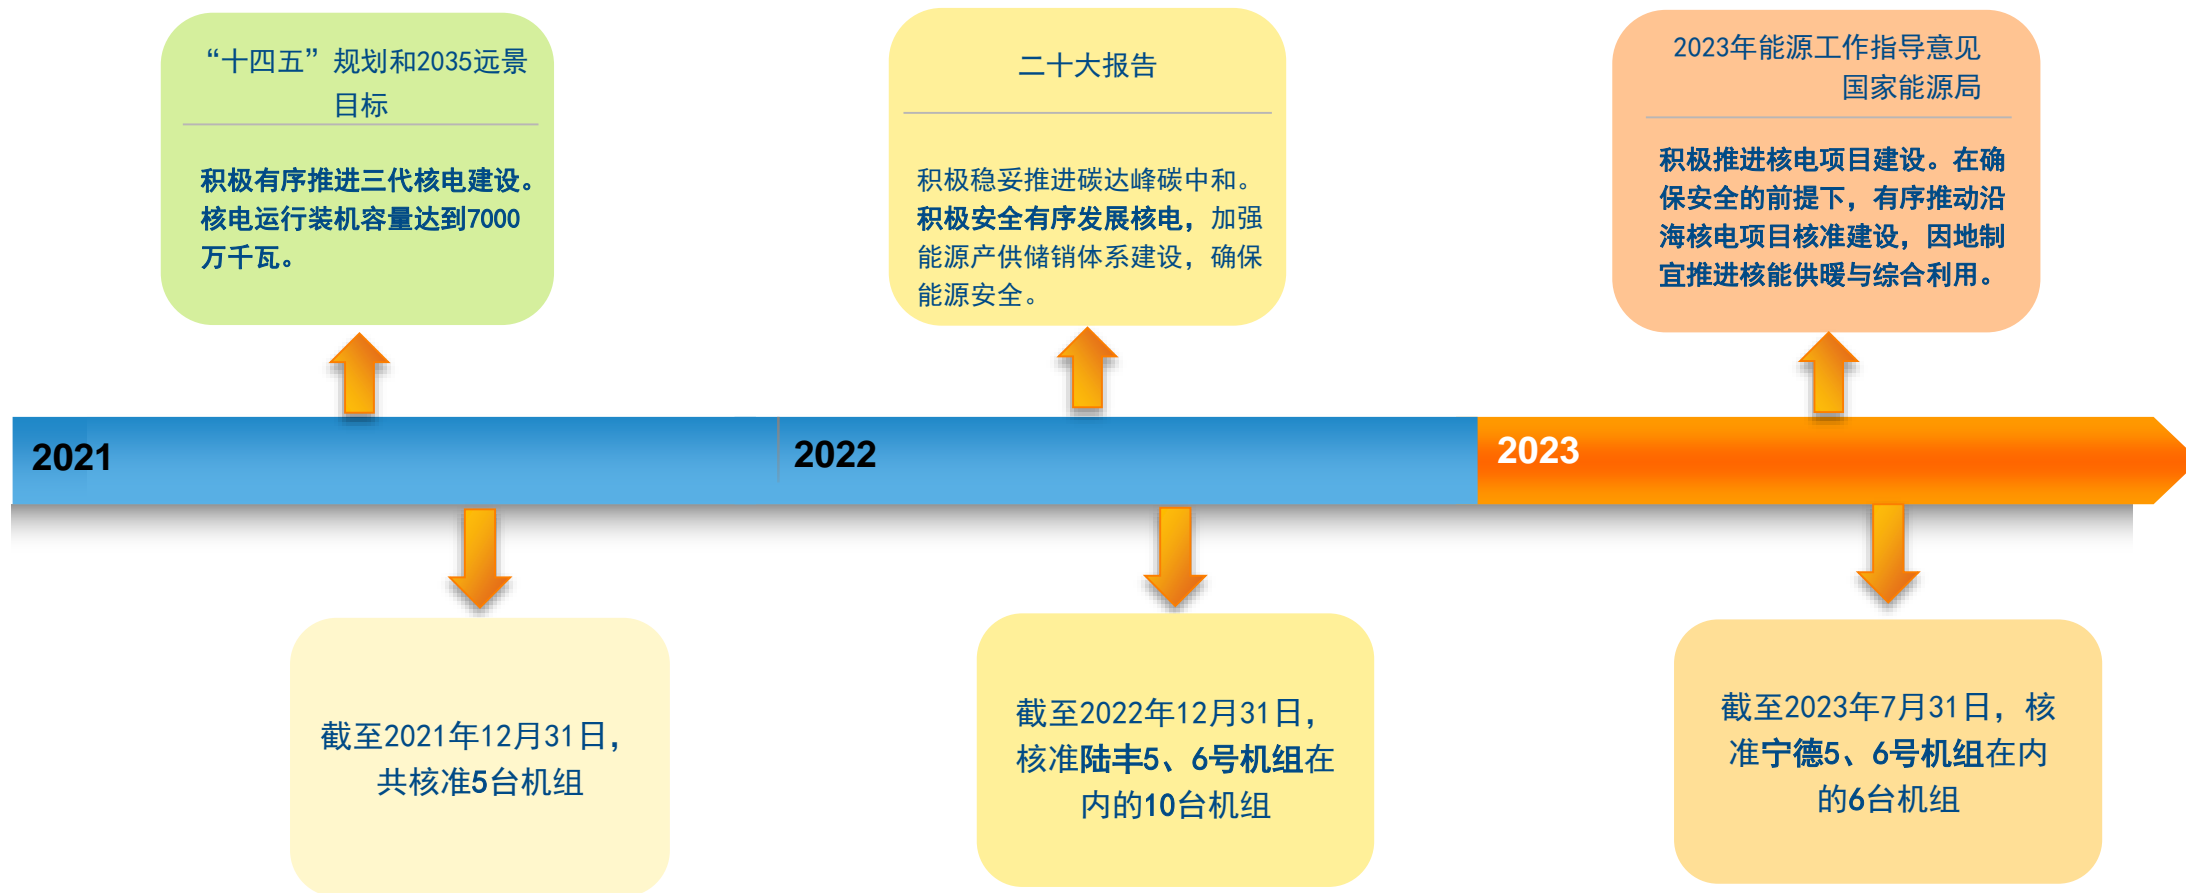 “十四五”规划和2035远景
目标
积极有序推进三代核电建设。
核电运行装机容量达到7000
万千瓦。
二十大报告
积极稳妥推进碳达峰碳中和。
积极安全有序发展核电，加强
能源产供储销体系建设，确保
能源安全。
2023年能源工作指导意见
国家能源局
积极推进核电项目建设。在确
保安全的前提下，有序推动沿
海核电项目核准建设，因地制
宜推进核能供暖与综合利用。
2021
2022
2023
截至2021年12月31日，
共核准5台机组
截至2022年12月31日，
核准陆丰5、6号机组在
内的10台机组
截至2023年7月31日，核
准宁德5、6号机组在内
的6台机组